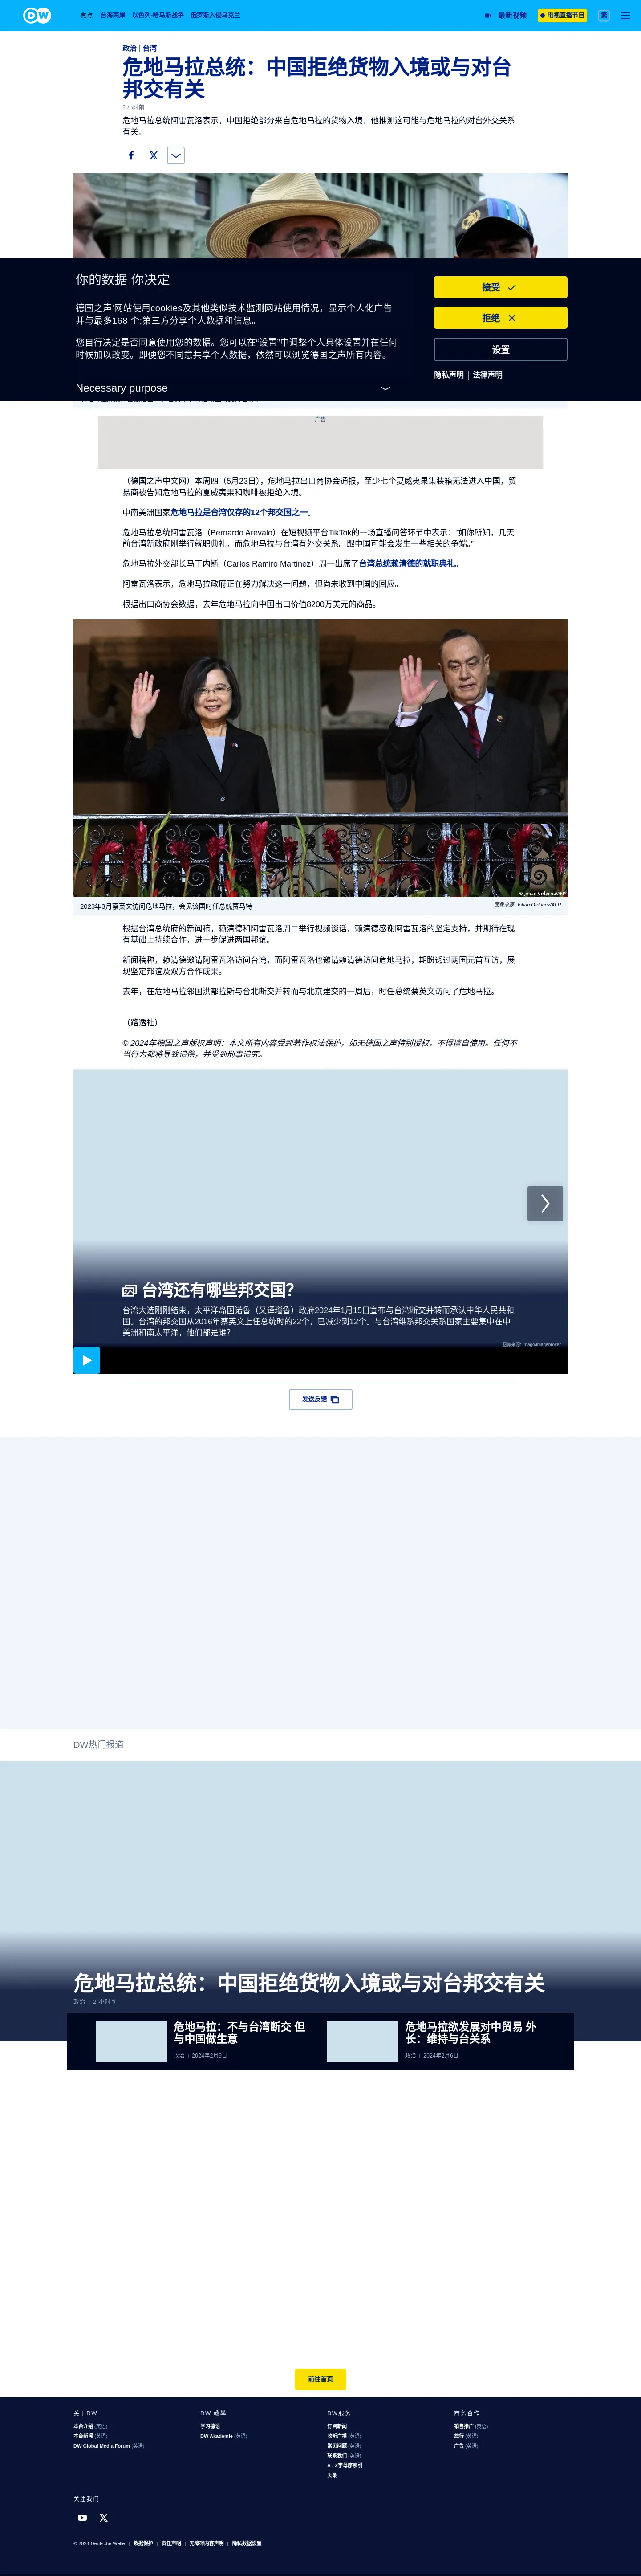 DW
焦点 台海两岸 以色列-哈马斯战争 俄罗斯入侵乌克兰 最新视频 电视直播节目 繁
政治 | 台湾
危地马拉总统：中国拒绝货物入境或与对台
邦交有关
2 小时前
危地马拉总统阿雷瓦洛表示，中国拒绝部分来自危地马拉的货物入境，他推测这可能与危地马拉的对台外交关系
有关。
你的数据 你决定
德国之声'网站使用cookies及其他类似技术监测网站使用情况，显示个人化广告
并与最多168 个;第三方分享个人数据和信息。
您自行决定是否同意使用您的数据。您可以在“设置”中调整个人具体设置并在任何
时候加以改变。即便您不同意共享个人数据，依然可以浏览德国之声所有内容。
Necessary purpose
接受
拒绝
设置
隐私声明 | 法律声明
广告
（德国之声中文网）本周四（5月23日），危地马拉出口商协会通报，至少七个夏威夷果集装箱无法进入中国，贸
易商被告知危地马拉的夏威夷果和咖啡被拒绝入境。
中南美洲国家危地马拉是台湾仅存的12个邦交国之一。
危地马拉总统阿雷瓦洛（Bernardo Arevalo）在短视频平台TikTok的一场直播问答环节中表示：“如你所知，几天
前台湾新政府刚举行就职典礼，而危地马拉与台湾有外交关系。跟中国可能会发生一些相关的争端。”
危地马拉外交部长马丁内斯 （Carlos Ramiro Martinez）周一出席了台湾总统赖清德的就职典礼。
阿雷瓦洛表示，危地马拉政府正在努力解决这一问题，但尚未收到中国的回应。
根据出口商协会数据，去年危地马拉向中国出口价值8200万美元的商品。
© Johan Ordonez/AFP
2023年3月蔡英文访问危地马拉，会见该国时任总统贾马特
图像来源: Johan Ordonez/AFP
根据台湾总统府的新闻稿，赖清德和阿雷瓦洛周二举行视频谈话，赖清德感谢阿雷瓦洛的坚定支持，并期待在现
有基础上持续合作，进一步促进两国邦谊。
新闻稿称，赖清德邀请阿雷瓦洛访问台湾，而阿雷瓦洛也邀请赖清德访问危地马拉，期盼透过两国元首互访，展
现坚定邦谊及双方合作成果。
去年，在危地马拉邻国洪都拉斯与台北断交并转而与北京建交的一周后，时任总统蔡英文访问了危地马拉。
（路透社）
© 2024年德国之声版权声明：本文所有内容受到著作权法保护，如无德国之声特别授权，不得擅自使用。任何不
当行为都将导致追偿，并受到刑事追究。
台湾还有哪些邦交国？
台湾大选刚刚结束，太平洋岛国诺鲁（又译瑙鲁）政府2024年1月15日宣布与台湾断交并转而承认中华人民共和
国。台湾的邦交国从2016年蔡英文上任总统时的22个，已减少到12个。与台湾维系邦交关系国家主要集中在中
美洲和南太平洋，他们都是谁？
图像来源: Imago/Imagebroker
发送反馈
DW热门报道
危地马拉总统：中国拒绝货物入境或与对台邦交有关
政治 | 2 小时前
危地马拉：不与台湾断交 但
与中国做生意
政治 | 2024年2月9日
危地马拉欲发展对中贸易 外
长：维持与台关系
政治 | 2024年2月6日
前往首页
关于DW
本台介绍 (英语)
本台新闻 (英语)
DW Global Media Forum (英语)
DW 教學
学习德语
DW Akademie (英语)
DW服务
订阅新闻
收听广播 (英语)
常见问题 (英语)
联系我们 (英语)
A - Z字母序索引
头条
商务合作
销售推广 (英语)
旅行 (英语)
广告 (英语)
关注我们
© 2024 Deutsche Welle | 数据保护 | 责任声明 | 无障碍内容声明 | 隐私数据设置